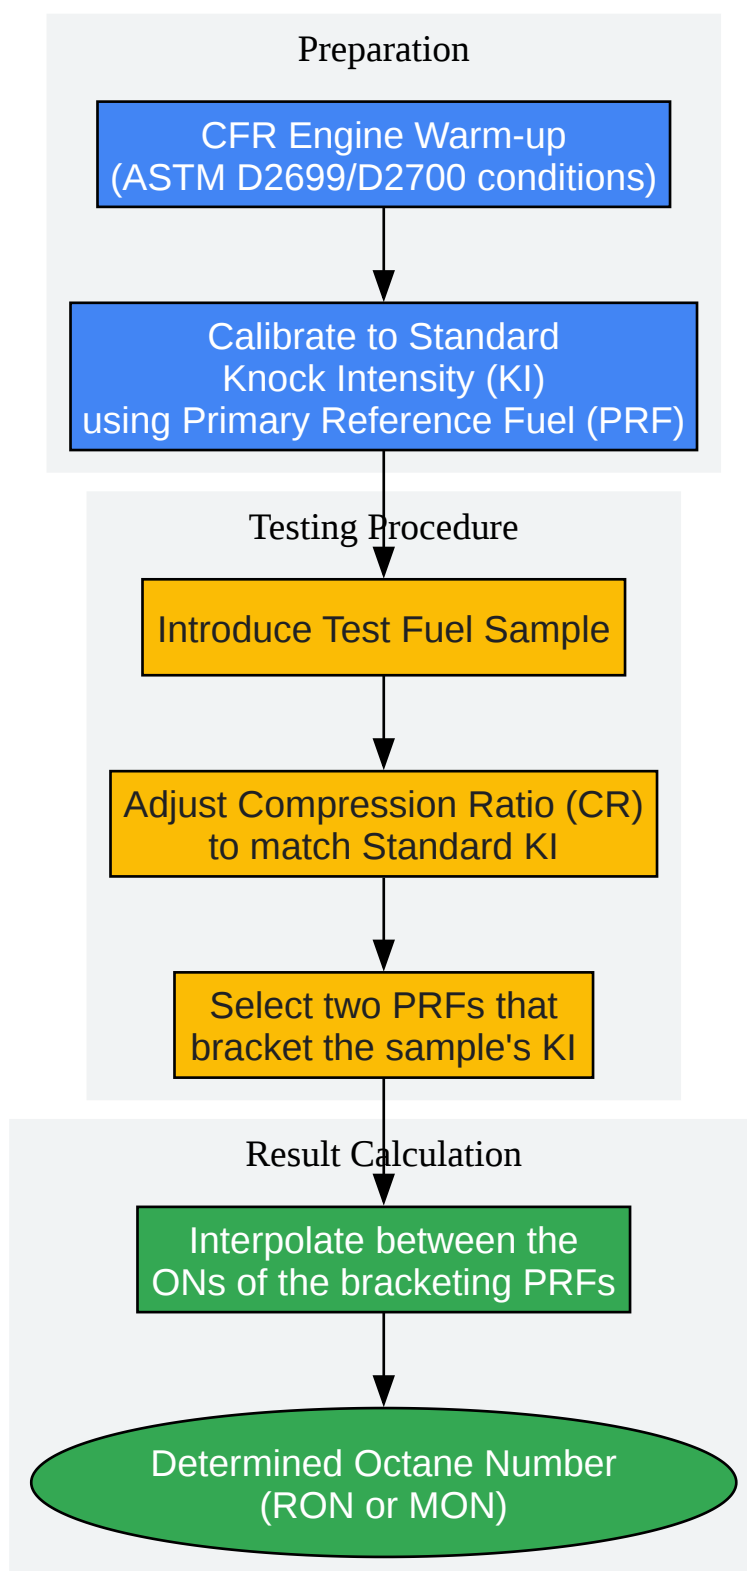 Preparation
CFR Engine Warm-up
(ASTM D2699/D2700 conditions)
Calibrate to Standard
Knock Intensity (KI)
using Primary Reference Fuel (PRF)
Testing Procedure
Introduce Test Fuel Sample
Adjust Compression Ratio (CR)
to match Standard KI
Select two PRFs that
bracket the sample's KI
Result Calculation
Interpolate between the
ONs of the bracketing PRFs
Determined Octane Number
(RON or MON)